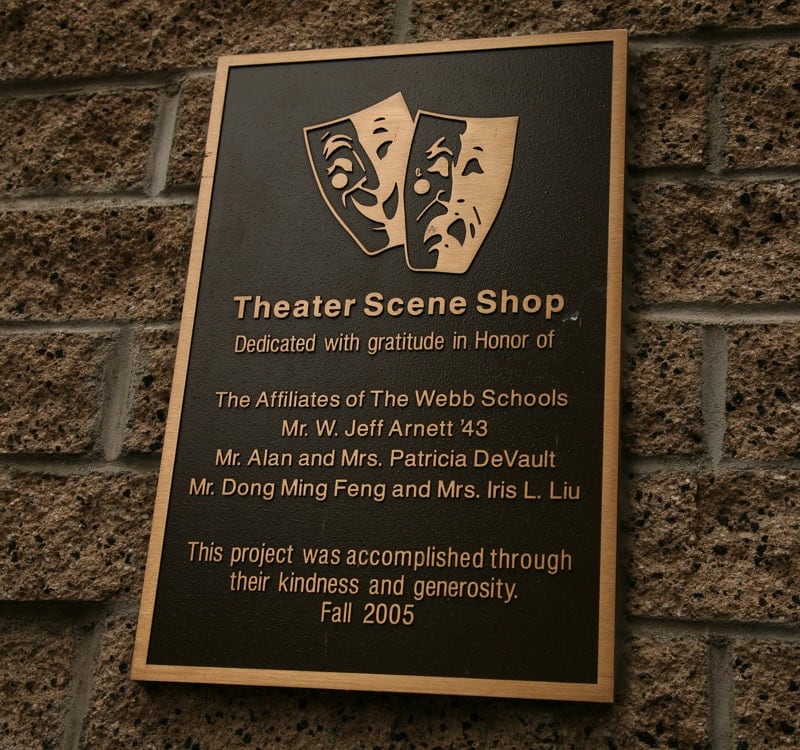 Theater Scene Shop
Dedicated with gratitude in Honor of
The Affiliates of The Webb Schools
Mr. W. Jeff Arnett '43
Mr. Alan and Mrs. Patricia DeVault
Mr. Dong Ming Feng and Mrs. Iris L. Liu
This project was accomplished through
their kindness and generosity.
Fall 2005